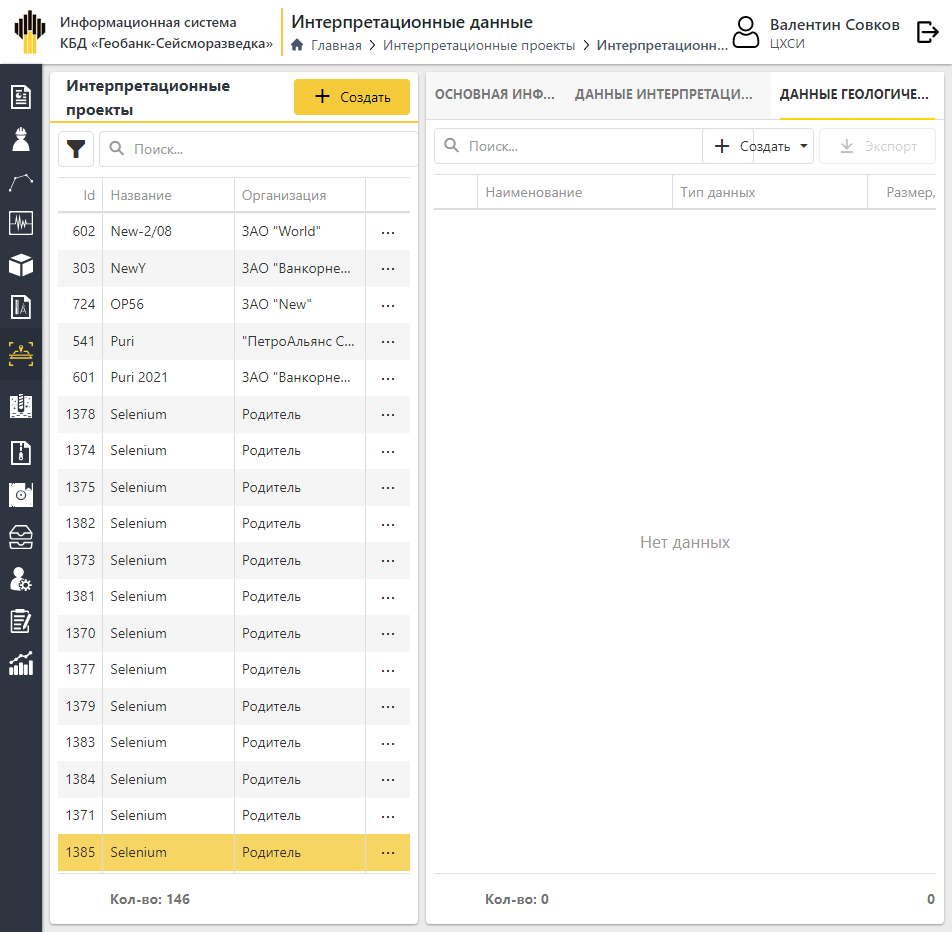 Информационная система
КБД «Геобанк-Сейсморазведка»
Интерпретационные данные
Главная > Интерпретационные проекты > Интерпретационн...
Валентин Совков
ЦХСИ
Интерпретационные
проекты
Создать
Поиск...
Id Название Организация
602 New-2/08 ЗАО "World" ...
303 NewY ЗАО "Ванкорне... ...
724 OP56 ЗАО "New" ...
541 Puri "ПетроАльянс С... ...
601 Puri 2021 ЗАО "Ванкорне... ...
1378 Selenium Родитель ...
1374 Selenium Родитель ...
1375 Selenium Родитель ...
1382 Selenium Родитель ...
1373 Selenium Родитель ...
1381 Selenium Родитель ...
1370 Selenium Родитель ...
1377 Selenium Родитель ...
1379 Selenium Родитель ...
1383 Selenium Родитель ...
1384 Selenium Родитель ...
1371 Selenium Родитель ...
1385 Selenium Родитель ...
Кол-во: 146
ОСНОВНАЯ ИНФ... ДАННЫЕ ИНТЕРПРЕТАЦИ... ДАННЫЕ ГЕОЛОГИЧЕ...
Поиск... Создать Экспорт
Наименование Тип данных Размер,
Нет данных
Кол-во: 0 0